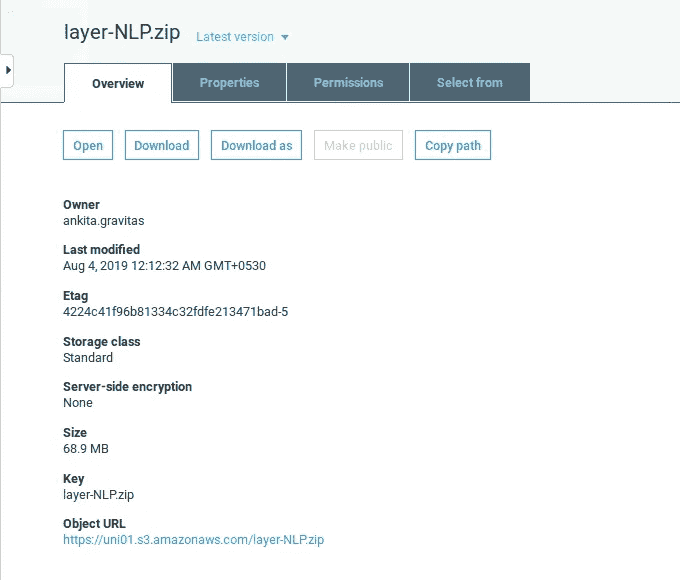 layer-NLP.zip Latest version
Overview Properties Permissions Select from
Open Download Download as Make public Copy path
Owner
ankita.gravitas
Last modified
Aug 4, 2019 12:12:32 AM GMT+0530
Etag
4224c41f96b81334c32fdfe213471bad-5
Storage class
Standard
Server-side encryption
None
Size
68.9 MB
Key
layer-NLP.zip
Object URL
https://uni01.s3.amazonaws.com/layer-NLP.zip